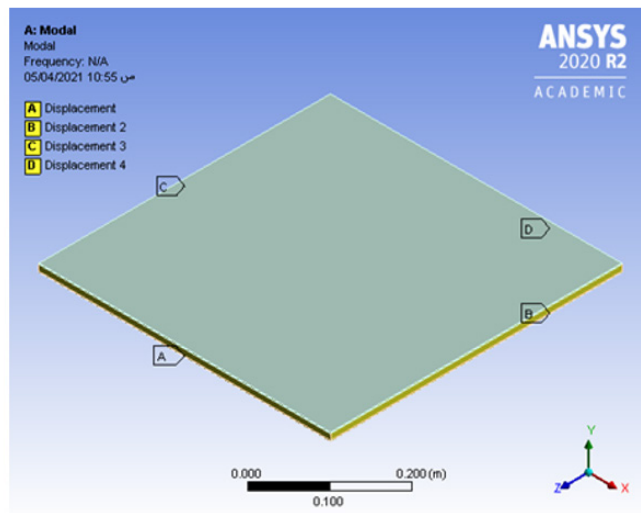 A: Modal
Modal
Frequency: N/A
05/04/2021 10:55 ص
A Displacement
B Displacement 2
C Displacement 3
D Displacement 4
ANSYS
2020 R2
ACADEMIC
C
D
B
A
0.000
0.200 (m)
0.100
Y
Z
X